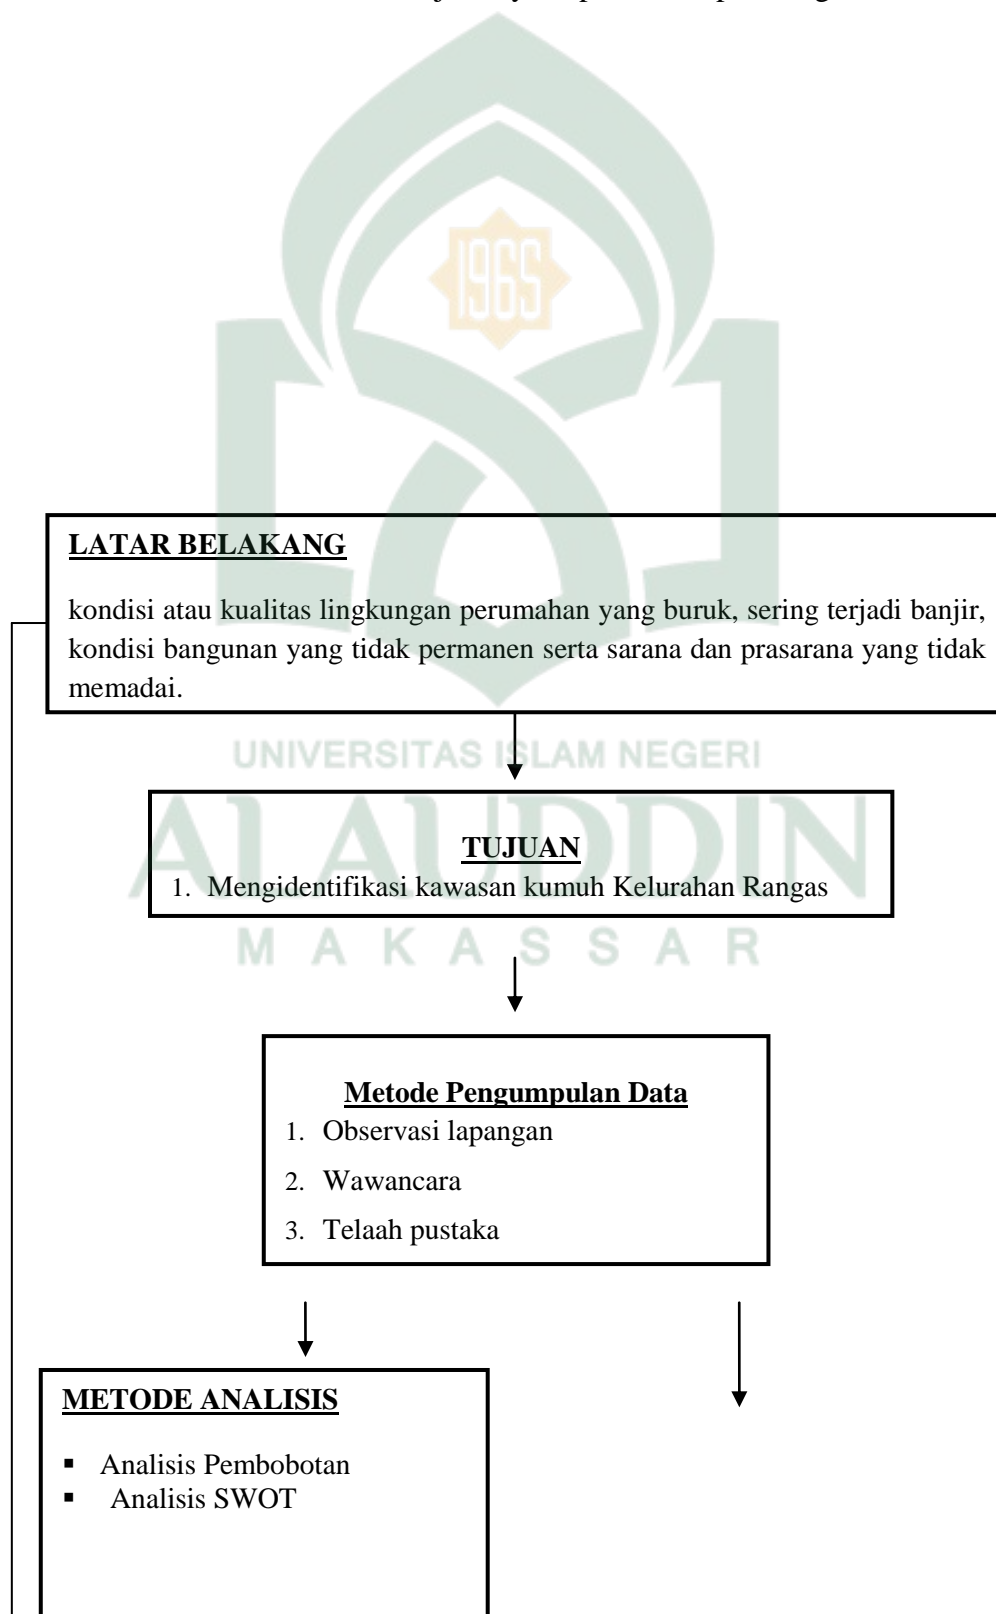 1965
LATAR BELAKANG
kondisi atau kualitas lingkungan perumahan yang buruk, sering terjadi banjir,
kondisi bangunan yang tidak permanen serta sarana dan prasarana yang tidak
memadai.
UNIVERSITAS ISLAM NEGERI
ALAUDDIN
TUJUAN
1. Mengidentifikasi kawasan kumuh Kelurahan Rangas
MAKASSAR
Metode Pengumpulan Data
1. Observasi lapangan
2. Wawancara
3. Telaah pustaka
METODE ANALISIS
▪ Analisis Pembobotan
▪ Analisis SWOT